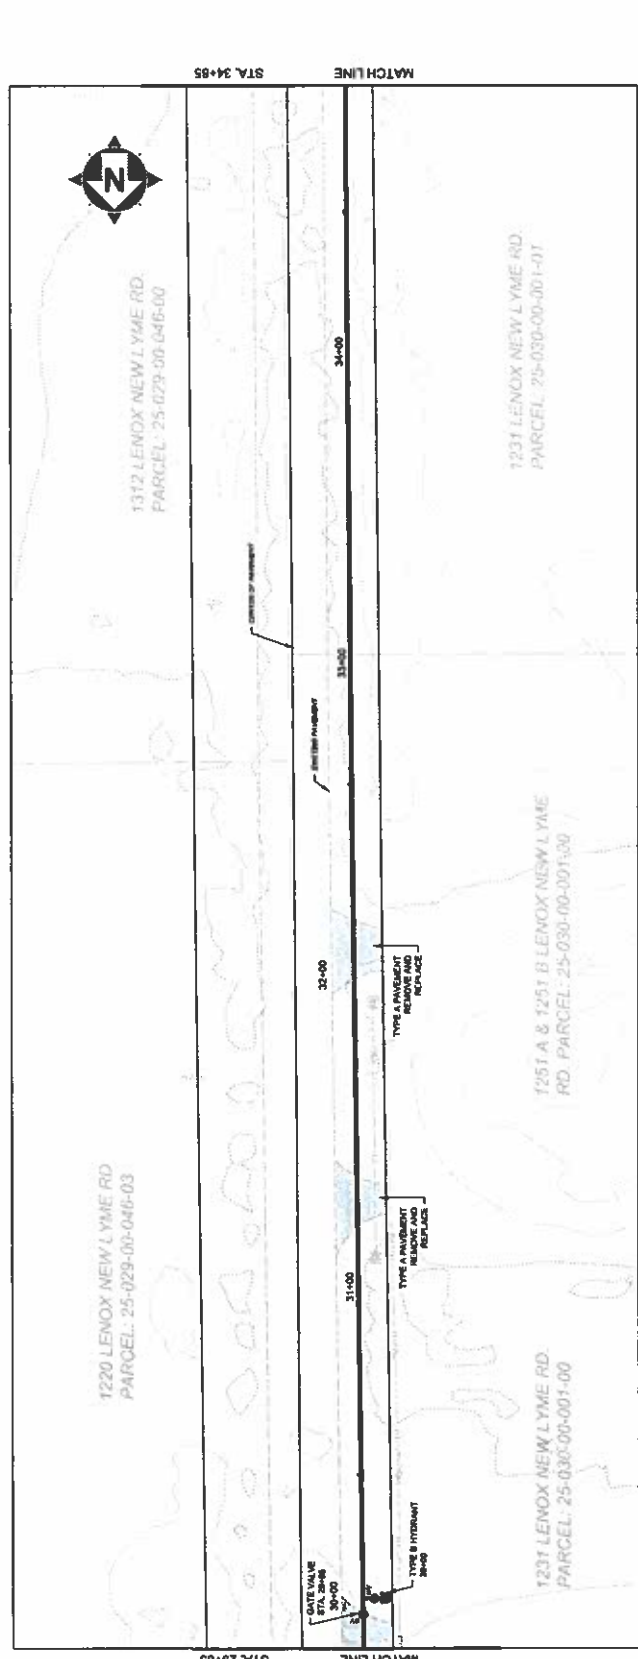 STA. 34+85
MATCH LINE
N
1312 LENOX NEW LYME RD.
PARCEL: 25-029-00-046-00
1231 LENOX NEW LYME RD.
PARCEL: 25-030-00-001-01
34+00
33+00
EXISTING PAVEMENT
1251 A & 1251 B LENOX NEW LYME
RD. PARCEL: 25-030-00-001-00
32+00
TYPE A PAVEMENT
REMOVE AND
REPLACE
1220 LENOX NEW LYME RD
PARCEL: 25-029-00-046-03
31+00
TYPE A PAVEMENT
REMOVE AND
REPLACE
1231 LENOX NEW LYME RD.
PARCEL: 25-030-00-001-00
GATE VALVE
30+00
TYPE B HYDRANT
MATCH LINE